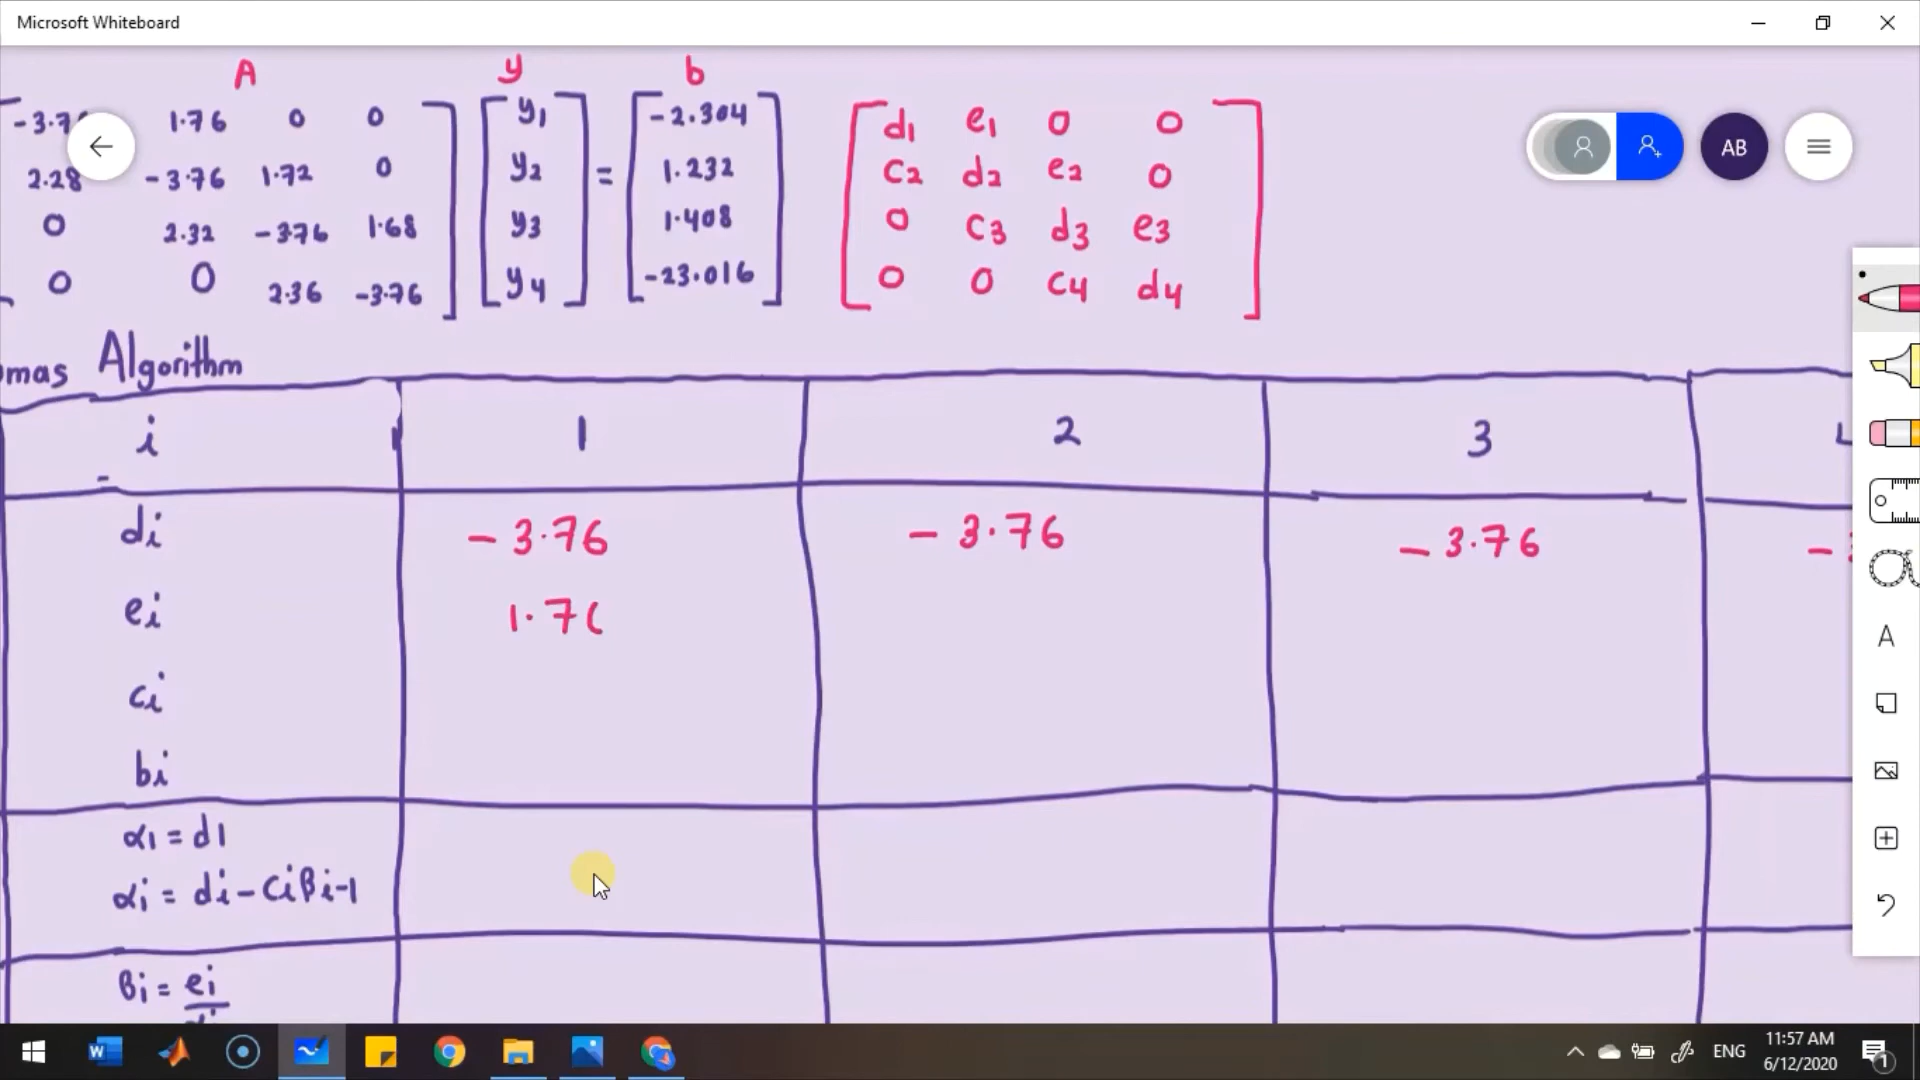 Microsoft Whiteboard
A y b
1.76 0 0 y1 -2.304 d1 e1 0 0
2.28 -3.76 1.72 0 y2 = 1.232 c2 d2 e2 0
0 2.32 -3.76 1.68 y3 1.408 0 c3 d3 e3
0 0 2.36 -3.76 y4 -23.016 0 0 c4 d4
AB
mas Algorithm
i 1 2 3
di -3.76 -3.76 -3.76 -
ei 1.7
ci
bi
α1 = d1
αi = di - ciβi-1
βi = ei
A
ENG
11:57 AM
6/12/2020
1